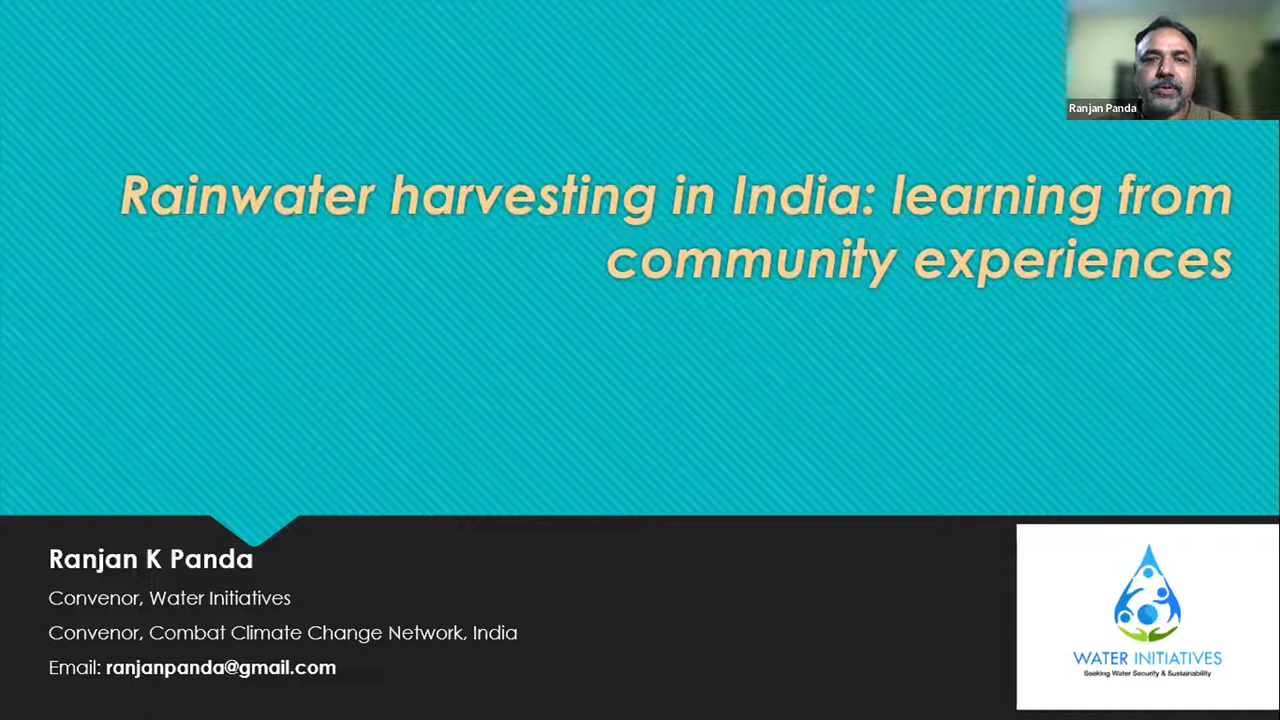 Ranjan Panda
Rainwater harvesting in India: learning from
community experiences
Ranjan K Panda
Convenor, Water Initiatives
Convenor, Combat Climate Change Network, India
Email: ranjanpanda@gmail.com
WATER INITIATIVES
Seeking Water Security & Sustainability